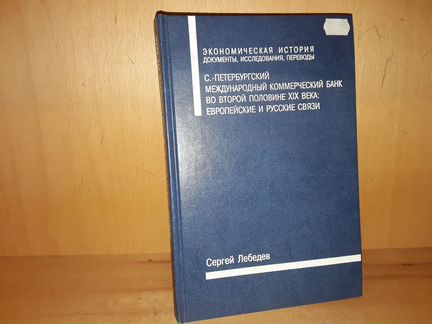 ЭКОНОМИЧЕСКАЯ ИСТОРИЯ
ДОКУМЕНТЫ, ИССЛЕДОВАНИЯ, ПЕРЕВОДЫ
С.-ПЕТЕРБУРГСКИЙ
МЕЖДУНАРОДНЫЙ КОММЕРЧЕСКИЙ БАНК
ВО ВТОРОЙ ПОЛОВИНЕ XIX ВЕКА:
ЕВРОПЕЙСКИЕ И РУССКИЕ СВЯЗИ
Сергей Лебедев